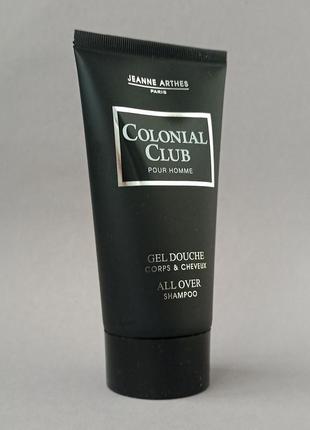 JEANNE ARTHES
PARIS
COLONIAL
CLUB
POUR HOMME
GEL DOUCHE
CORPS & CHEVEUX
ALL OVER
SHAMPOO